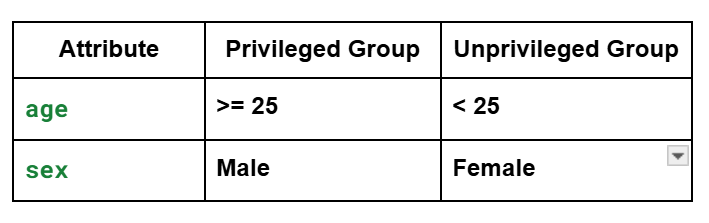 Attribute Privileged Group Unprivileged Group
age >= 25 < 25
sex Male Female